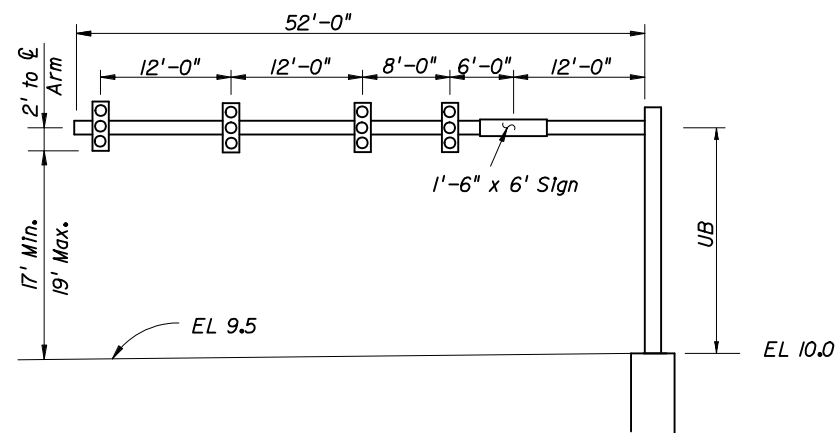 52'-0"
12'-0" 12'-0" 8'-0" 6'-0" 12'-0"
2' to ℄
Arm
1'-6" x 6' Sign
17' Min.
19' Max.
UB
EL 9.5
EL 10.0